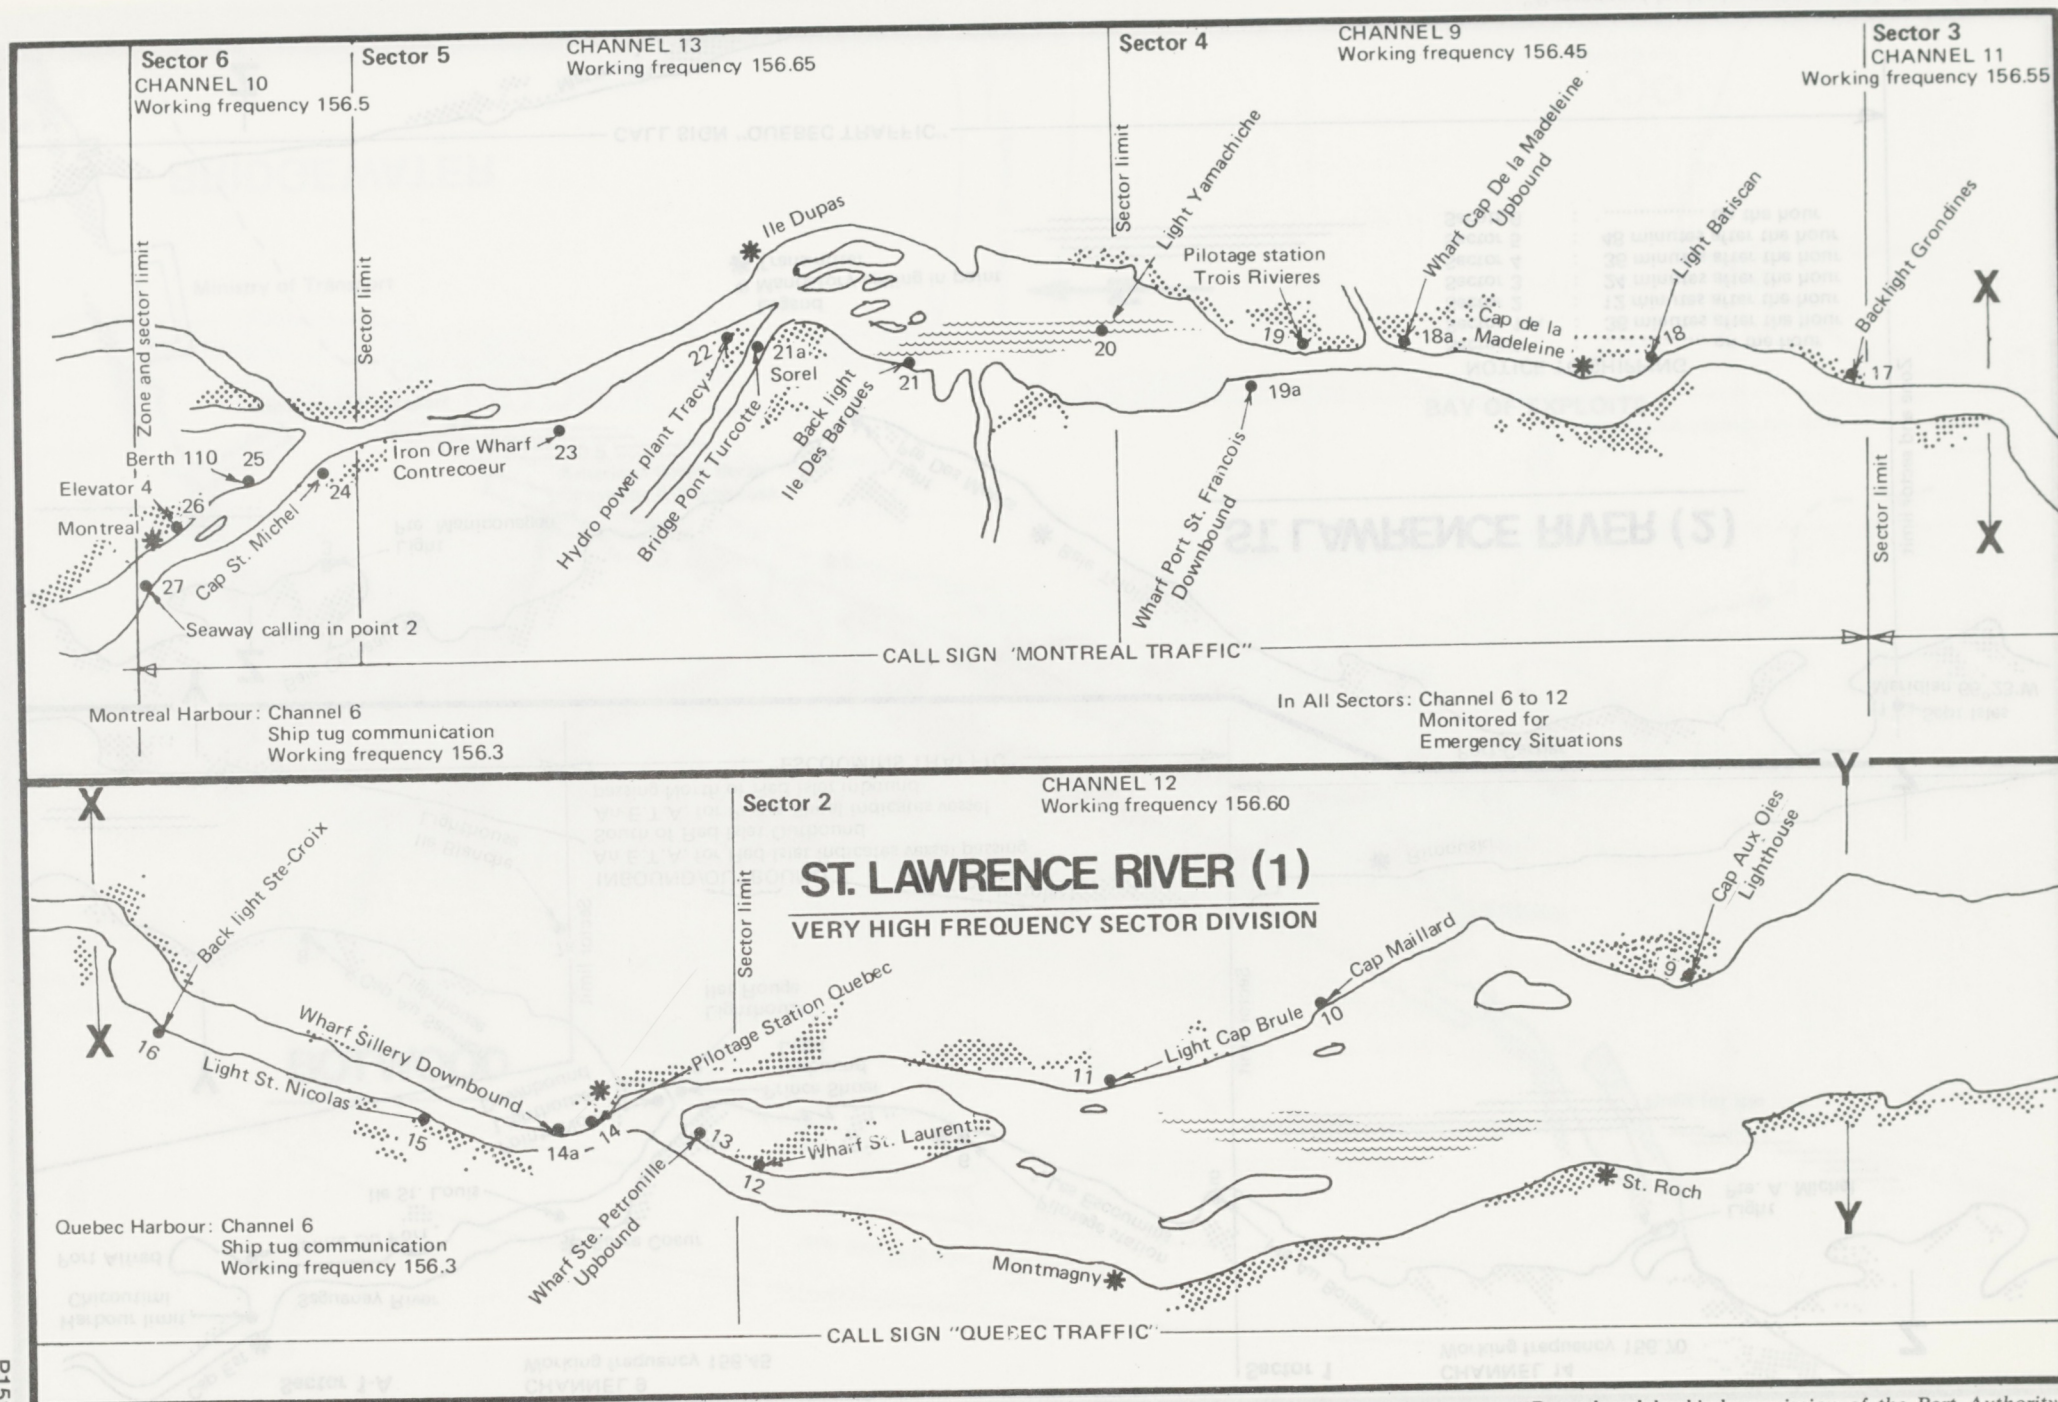 Sector 6
CHANNEL 10
Working frequency 156.5
Sector 5
CHANNEL 13
Working frequency 156.65
Sector 4
CHANNEL 9
Working frequency 156.45
Sector 3
CHANNEL 11
Working frequency 156.55
Zone and sector limit
Sector limit
Sector limit
Sector limit
Ile Dupas
Light Yamachiche
Pilotage station
Trois Rivieres
Wharf Cap De la Madeleine
Upbound
Light Batiscan
Backlight Grondines
X
X
Cap de la
Madeleine
22
21a
Sorel
21
20
19
19a
18a
18
17
Berth 110
25
Elevator 4
26
Montreal
27
24
Cap St. Michel
Seaway calling in point 2
Iron Ore Wharf
Contrecoeur
23
Hydro power plant Tracy
Bridge Pont Turcotte
Back light
Ile Des Barques
Wharf Port St. Francois
Downbound
CALL SIGN 'MONTREAL TRAFFIC"
Montreal Harbour: Channel 6
Ship tug communication
Working frequency 156.3
In All Sectors: Channel 6 to 12
Monitored for
Emergency Situations
X
X
Y
Y
Sector 2
CHANNEL 12
Working frequency 156.60
ST. LAWRENCE RIVER (1)
VERY HIGH FREQUENCY SECTOR DIVISION
Sector limit
Back light Ste-Croix
16
Light St. Nicolas
15
Wharf Sillery Downbound
14a
14
Pilotage Station Quebec
13
Wharf Ste. Petronille
Upbound
12
Wharf St. Laurent
11
Light Cap Brule
10
Cap Maillard
9
Cap Aux Oies
Lighthouse
Montmagny
St. Roch
Quebec Harbour: Channel 6
Ship tug communication
Working frequency 156.3
CALL SIGN "QUEBEC TRAFFIC"